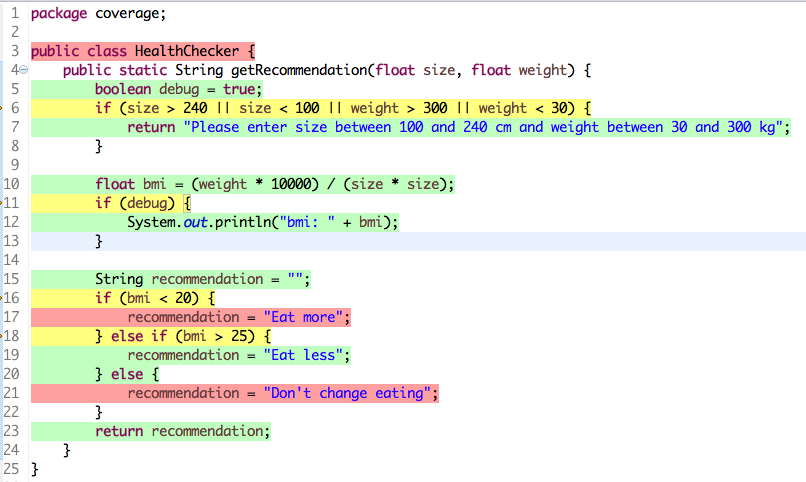 1 package coverage;
2
3 public class HealthChecker {
4 public static String getRecommendation(float size, float weight) {
5 boolean debug = true;
6 if (size > 240 || size < 100 || weight > 300 || weight < 30) {
7 return "Please enter size between 100 and 240 cm and weight between 30 and 300 kg";
8 }
9
10 float bmi = (weight * 10000) / (size * size);
11 if (debug) {
12 System.out.println("bmi: " + bmi);
13 }
14
15 String recommendation = "";
16 if (bmi < 20) {
17 recommendation = "Eat more";
18 } else if (bmi > 25) {
19 recommendation = "Eat less";
20 } else {
21 recommendation = "Don't change eating";
22 }
23 return recommendation;
24 }
25 }